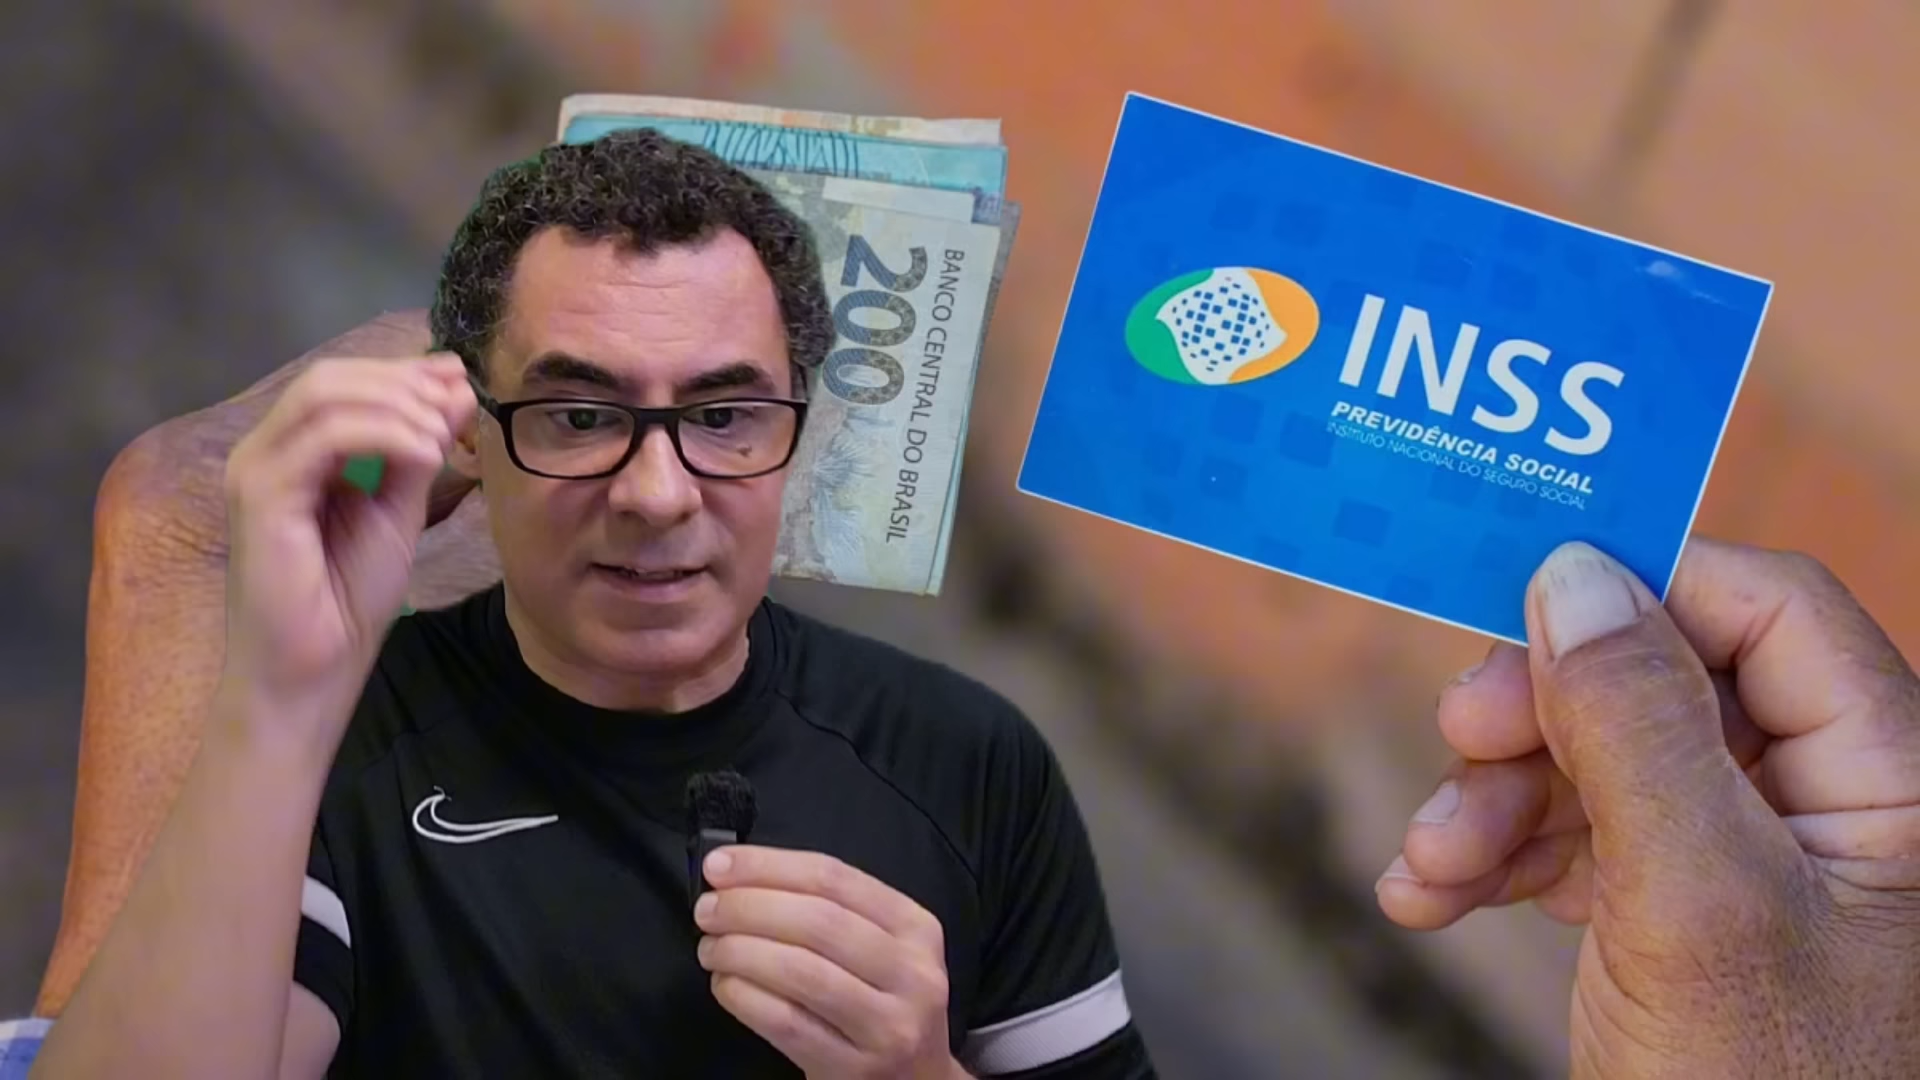 BANCO CENTRAL DO BRASIL
200
INSS
PREVIDÊNCIA SOCIAL
INSTITUTO NACIONAL DO SEGURO SOCIAL